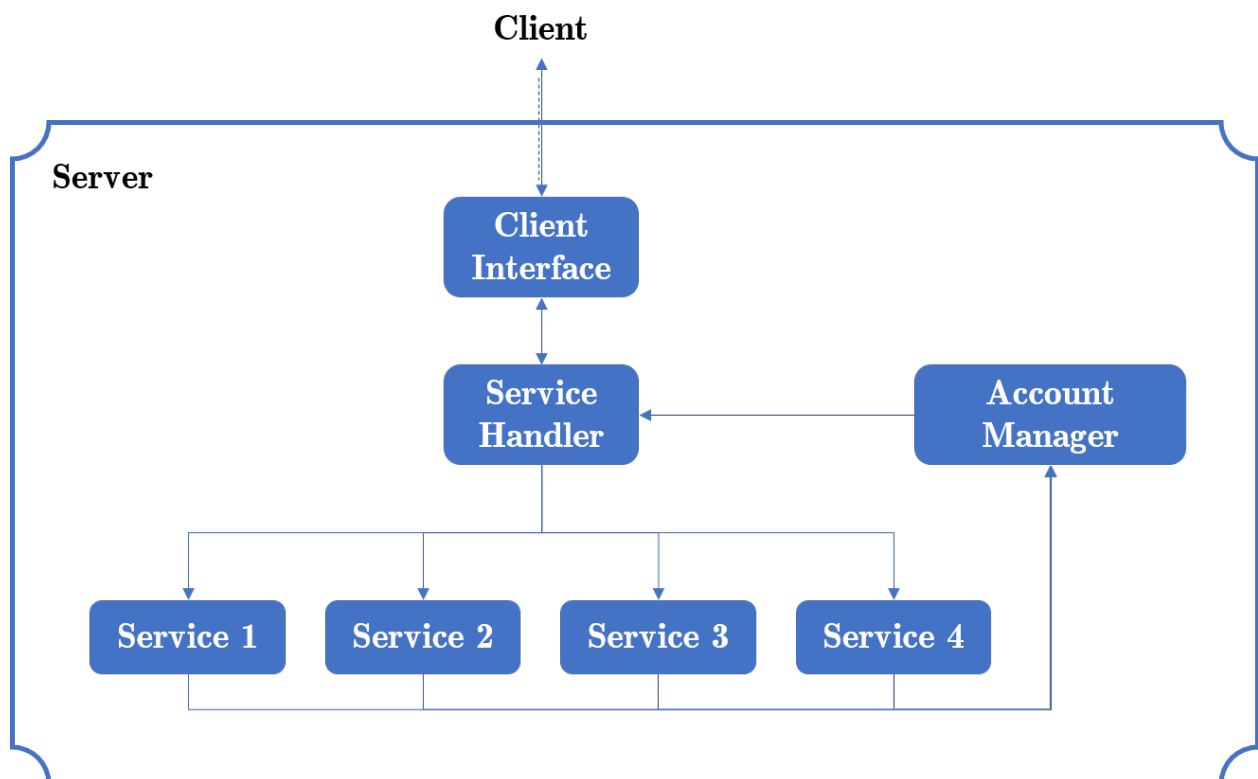 Client
Server
Client
Interface
Service
Handler
Account
Manager
Service 1
Service 2
Service 3
Service 4